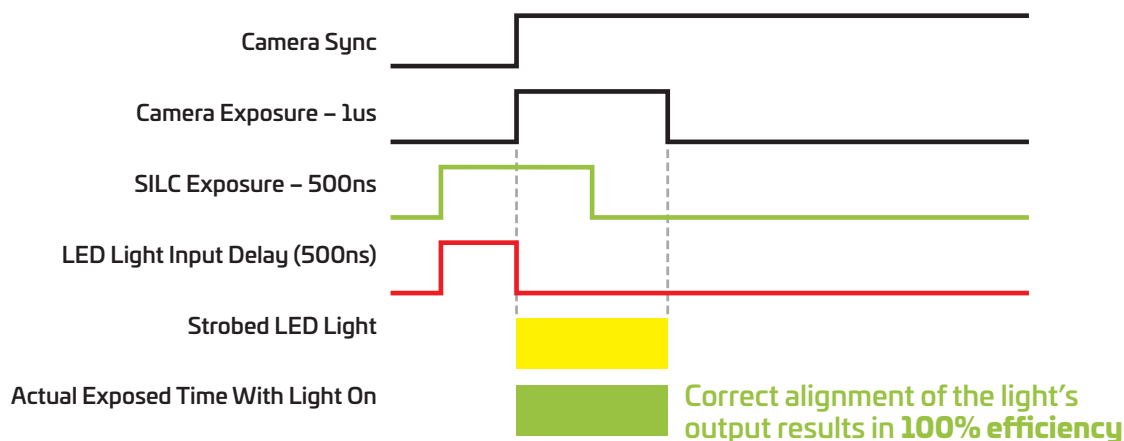 Camera Sync
Camera Exposure – 1us
SILC Exposure – 500ns
LED Light Input Delay (500ns)
Strobed LED Light
Actual Exposed Time With Light On
Correct alignment of the light's
output results in 100% efficiency